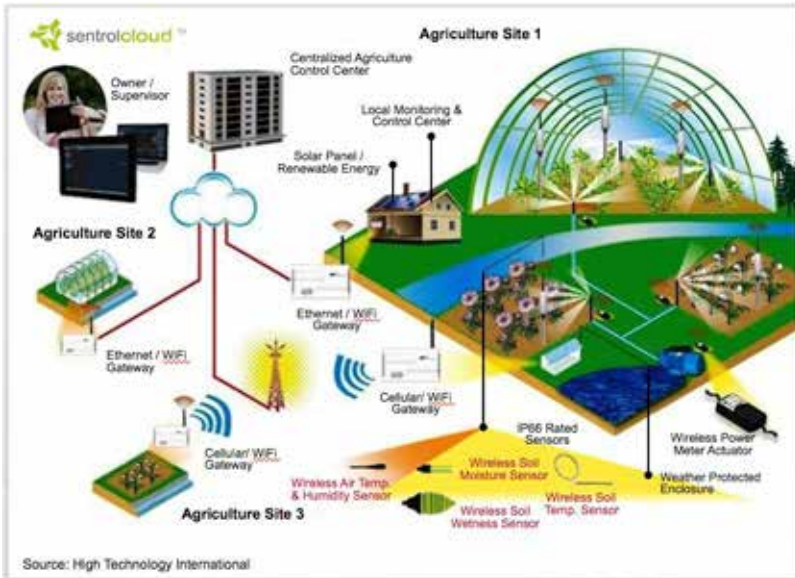 sentrolcloud™
Agriculture Site 1
Owner /
Supervisor
Centralized Agriculture
Control Center
Local Monitoring &
Control Center
Solar Panel /
Renewable Energy
Agriculture Site 2
Ethernet / WiFi
Gateway
Ethernet / WiFi
Gateway
Cellular/ WiFi
Gateway
Cellular/ WiFi
Gateway
Agriculture Site 3
IP66 Rated
Sensors
Wireless Power
Meter Actuator
Wireless Air Temp.
& Humidity Sensor
Wireless Soil
Moisture Sensor
Wireless Soil
Wetness Sensor
Wireless Soil
Temp. Sensor
Weather Protected
Enclosure
Source: High Technology International